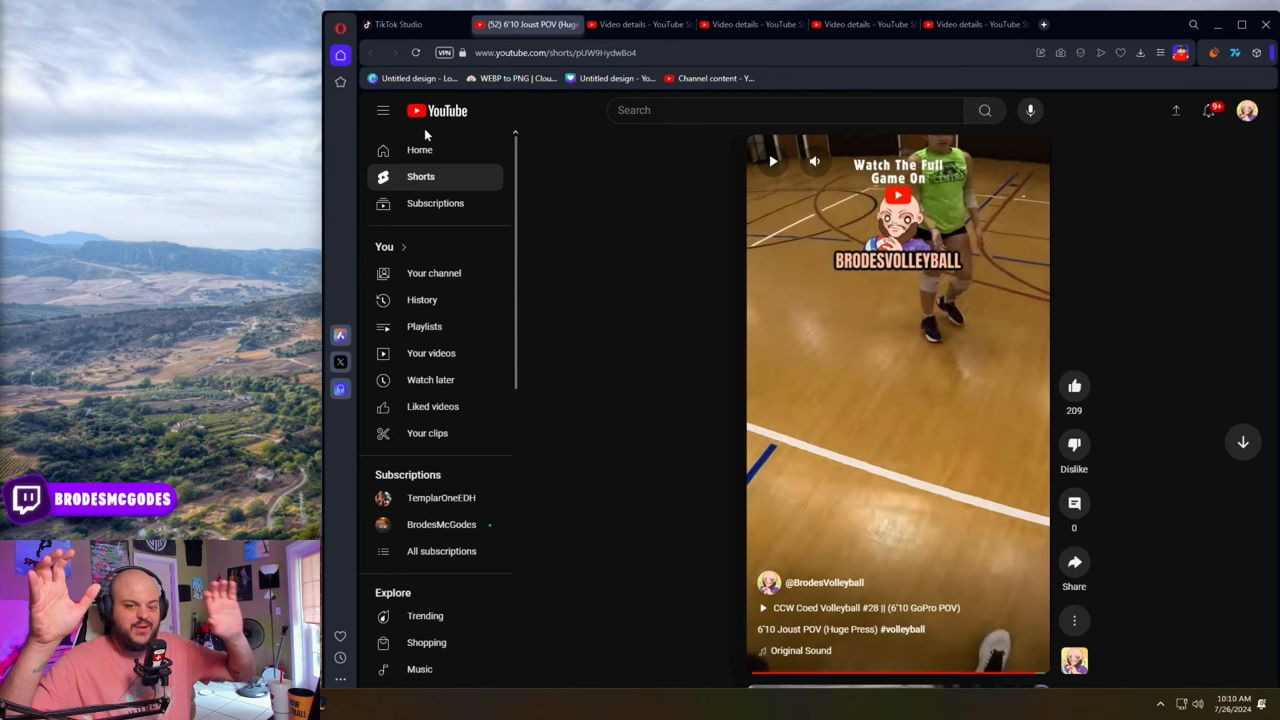 TikTok Studio
(52) 6'10 Joust POV (Huge
Video details - YouTube S
Video details - YouTube S
Video details - YouTube S
Video details - YouTube S
VPN
www.youtube.com/shorts/pUW9HydwBo4
Untitled design - Lo...
WEBP to PNG | Clou...
Untitled design - Yo...
Channel content - Y...
YouTube
Search
9+
Home
Shorts
Subscriptions
You
Your channel
History
Playlists
Your videos
Watch later
Liked videos
Your clips
Subscriptions
TemplarOneEDH
BrodesMcGodes
All subscriptions
Explore
Trending
Shopping
Music
Watch The Full
Game On
BRODESVOLLEYBALL
@BrodesVolleyball
CCW Coed Volleyball #28 || (6'10 GoPro POV)
6'10 Joust POV (Huge Press) #volleyball
Original Sound
209
Dislike
0
Share
BRODESMCGODES
10:10 AM
7/26/2024